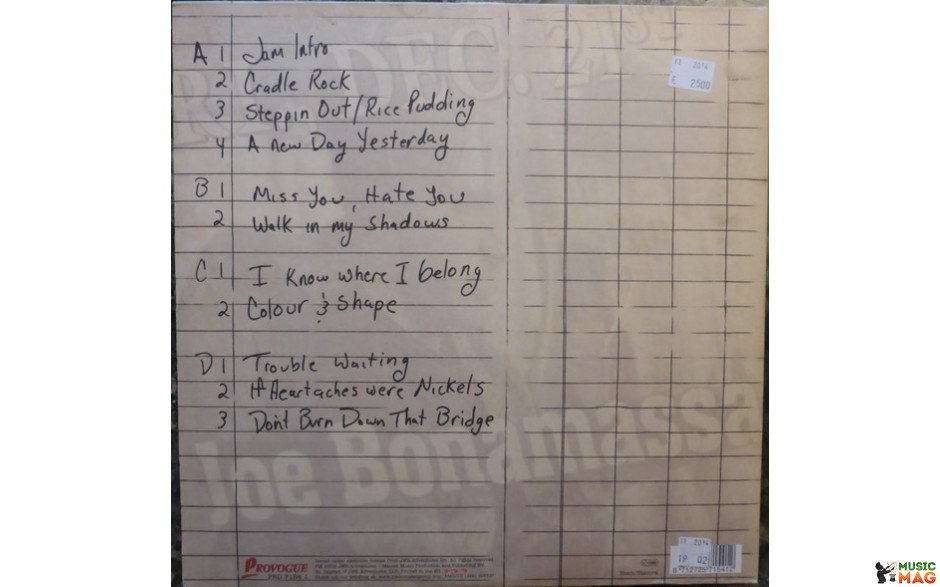 A 1 Jam Intro
2 Cradle Rock
3 Steppin Out/Rice Pudding
4 A new Day Yesterday
B 1 Miss You, Hate You
2 Walk in my Shadows
C 1 I Know where I belong
2 Colour & Shape
D 1 Trouble Waiting
2 If Heartaches were Nickels
3 Don't Burn Down That Bridge
2500
Joe Bonamassa
PROVOGUE
MUSIC
MAG